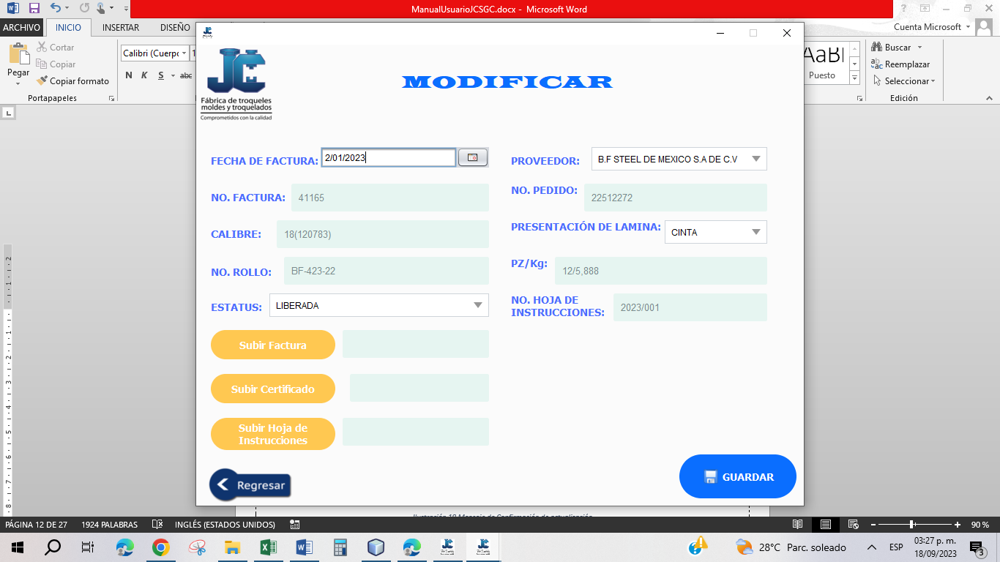 ManualUsuarioJCSGC.docx - Microsoft Word
ARCHIVO INICIO INSERTAR DISEÑO
Cuenta Microsoft
Pegar
Cortar
Copiar
Copiar formato
Portapapeles
Calibri (Cuerpo
N K S abc
AaBl
Puesto
Buscar
Reemplazar
Seleccionar
Edición
JC
Fábrica de troqueles
moldes y troquelados
Comprometidos con la calidad
MODIFICAR
FECHA DE FACTURA: 2/01/2023
PROVEEDOR: B.F STEEL DE MEXICO S.A DE C.V
NO. FACTURA: 41165
NO. PEDIDO: 22512272
CALIBRE: 18(120783)
PRESENTACIÓN DE LAMINA: CINTA
NO. ROLLO: BF-423-22
PZ/Kg: 12/5,888
ESTATUS: LIBERADA
NO. HOJA DE
INSTRUCCIONES: 2023/001
Subir Factura
Subir Certificado
Subir Hoja de
Instrucciones
Regresar
GUARDAR
PÁGINA 12 DE 27 1924 PALABRAS INGLÉS (ESTADOS UNIDOS) 90 %
28°C Parc. soleado ESP 03:27 p. m.
18/09/2023
3